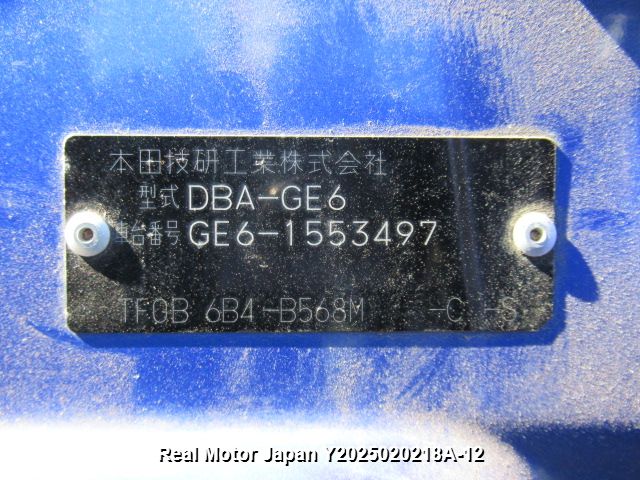 本田技研工業株式会社
型式 DBA-GE6
車台番号 GE6-1553497
TFGB 6B4-B568M -C -S
Real Motor Japan Y2025020218A-12